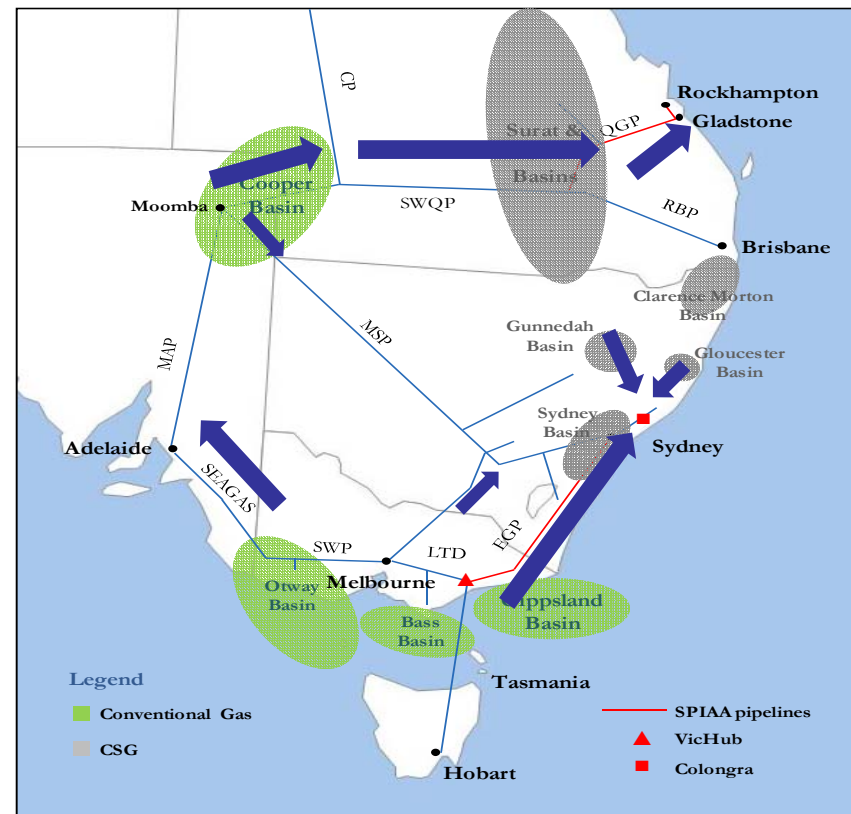 CP
Rockhampton
QGP
Gladstone
Surat &
Basins
Cooper
Basin
Moomba
SWQP
RBP
Brisbane
Clarence Morton
Basin
MSP
Gunnedah
Basin
Gloucester
Basin
MAP
Sydney
Basin
Sydney
Adelaide
SEAGAS
EGP
SWP
LTD
Melbourne
Otway
Basin
Bass
Basin
Gippsland
Basin
Tasmania
Legend
Conventional Gas
CSG
SPIAA pipelines
VicHub
Colongra
Hobart